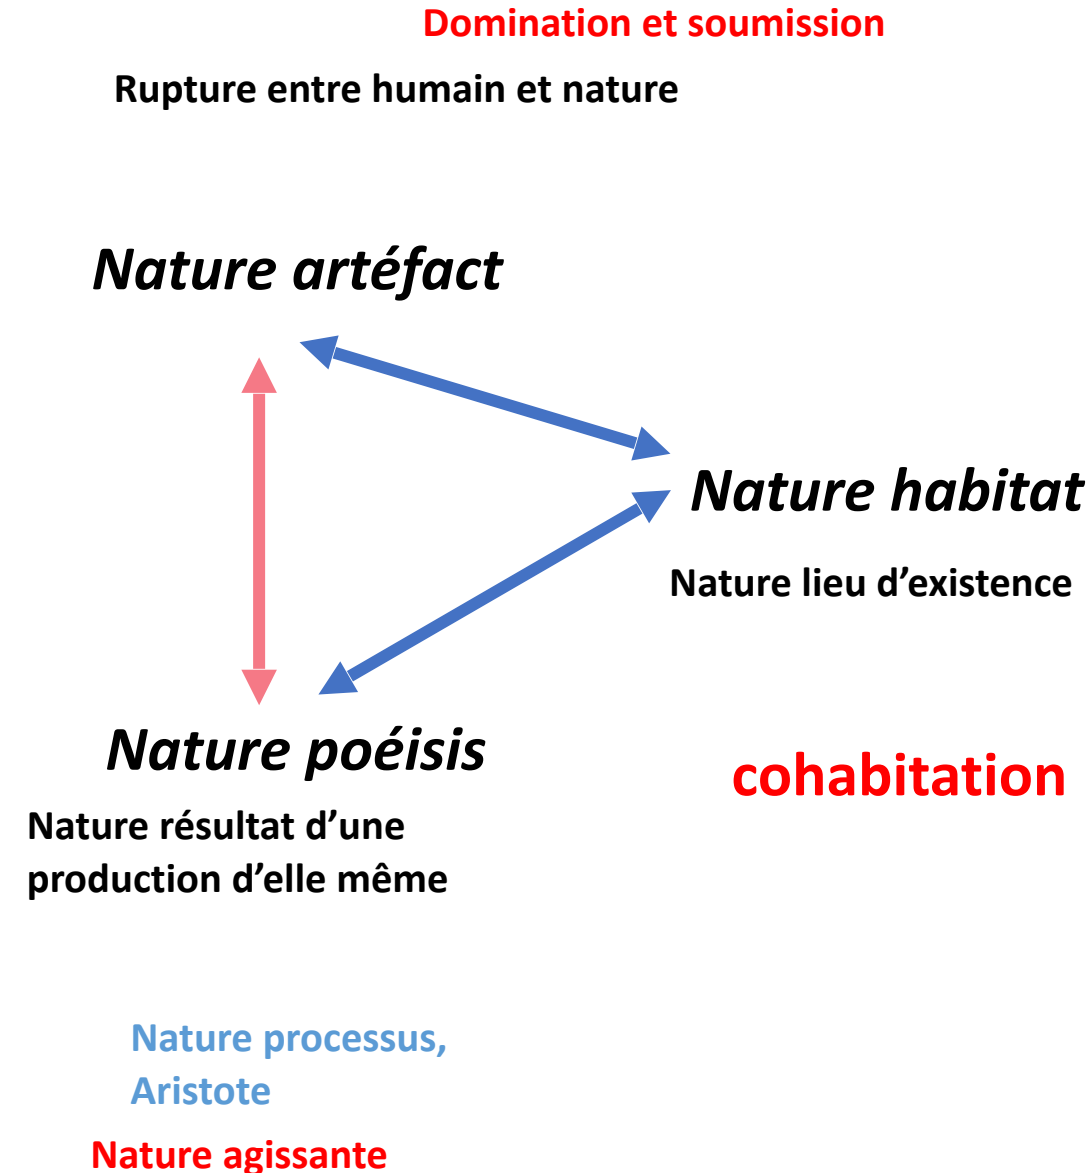 Domination et soumission
Rupture entre humain et nature
Nature artéfact
Nature habitat
Nature lieu d’existence
Nature poéisis
cohabitation
Nature résultat d’une
production d’elle même
Nature processus,
Aristote
Nature agissante